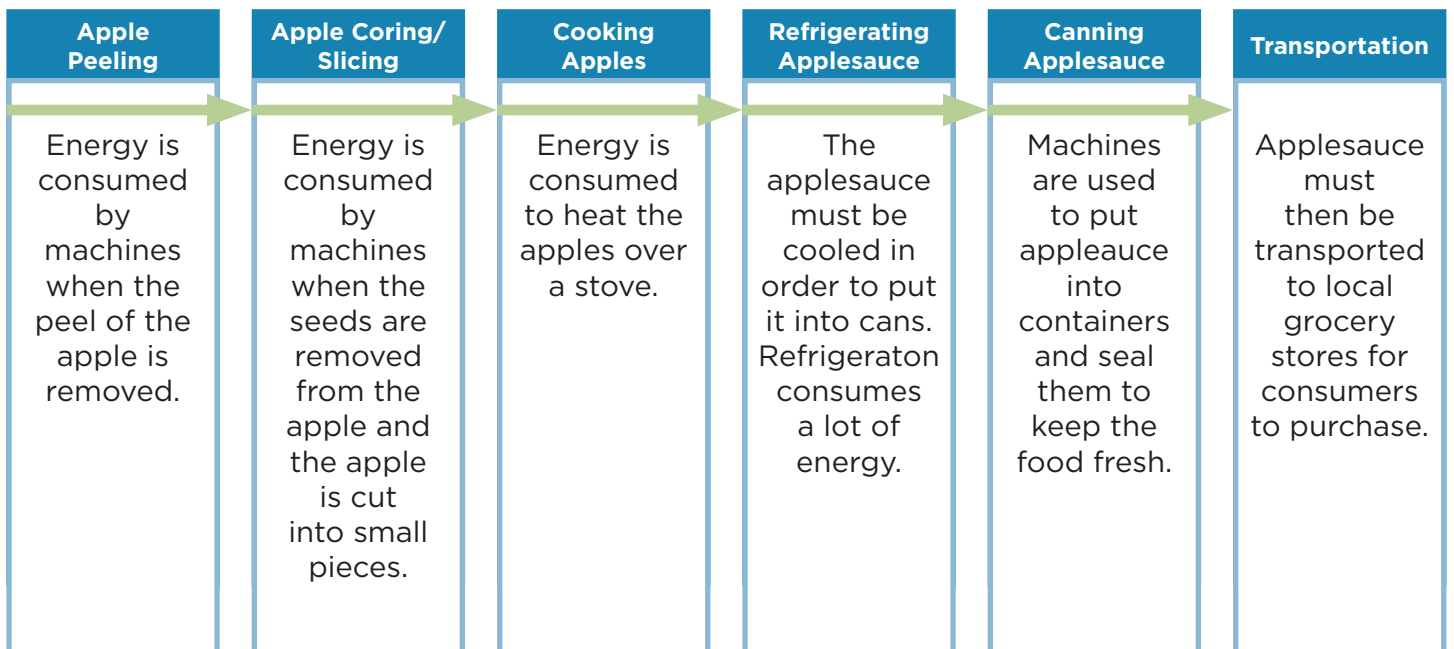 Apple
Peeling
Energy is
consumed
by
machines
when the
peel of the
apple is
removed.
Apple Coring/
Slicing
Energy is
consumed
by
machines
when the
seeds are
removed
from the
apple and
the apple
is cut
into small
pieces.
Cooking
Apples
Energy is
consumed
to heat the
apples over
a stove.
Refrigerating
Applesauce
The
applesauce
must be
cooled in
order to put
it into cans.
Refrigeraton
consumes
a lot of
energy.
Canning
Applesauce
Machines
are used
to put
appleauce
into
containers
and seal
them to
keep the
food fresh.
Transportation
Applesauce
must
then be
transported
to local
grocery
stores for
consumers
to purchase.